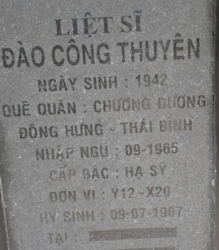 LIỆT SĨ
ĐÀO CÔNG THUYÊN
NGÀY SINH : 1942
QUÊ QUÁN : CHƯƠNG DƯƠNG
ĐÔNG HƯNG - THÁI BÌNH
NHẬP NGŨ : 09-1965
CẤP BẬC : HẠ SỸ
ĐƠN VỊ : Y12-X20
HY SINH : 09-07-1967
TẠI :